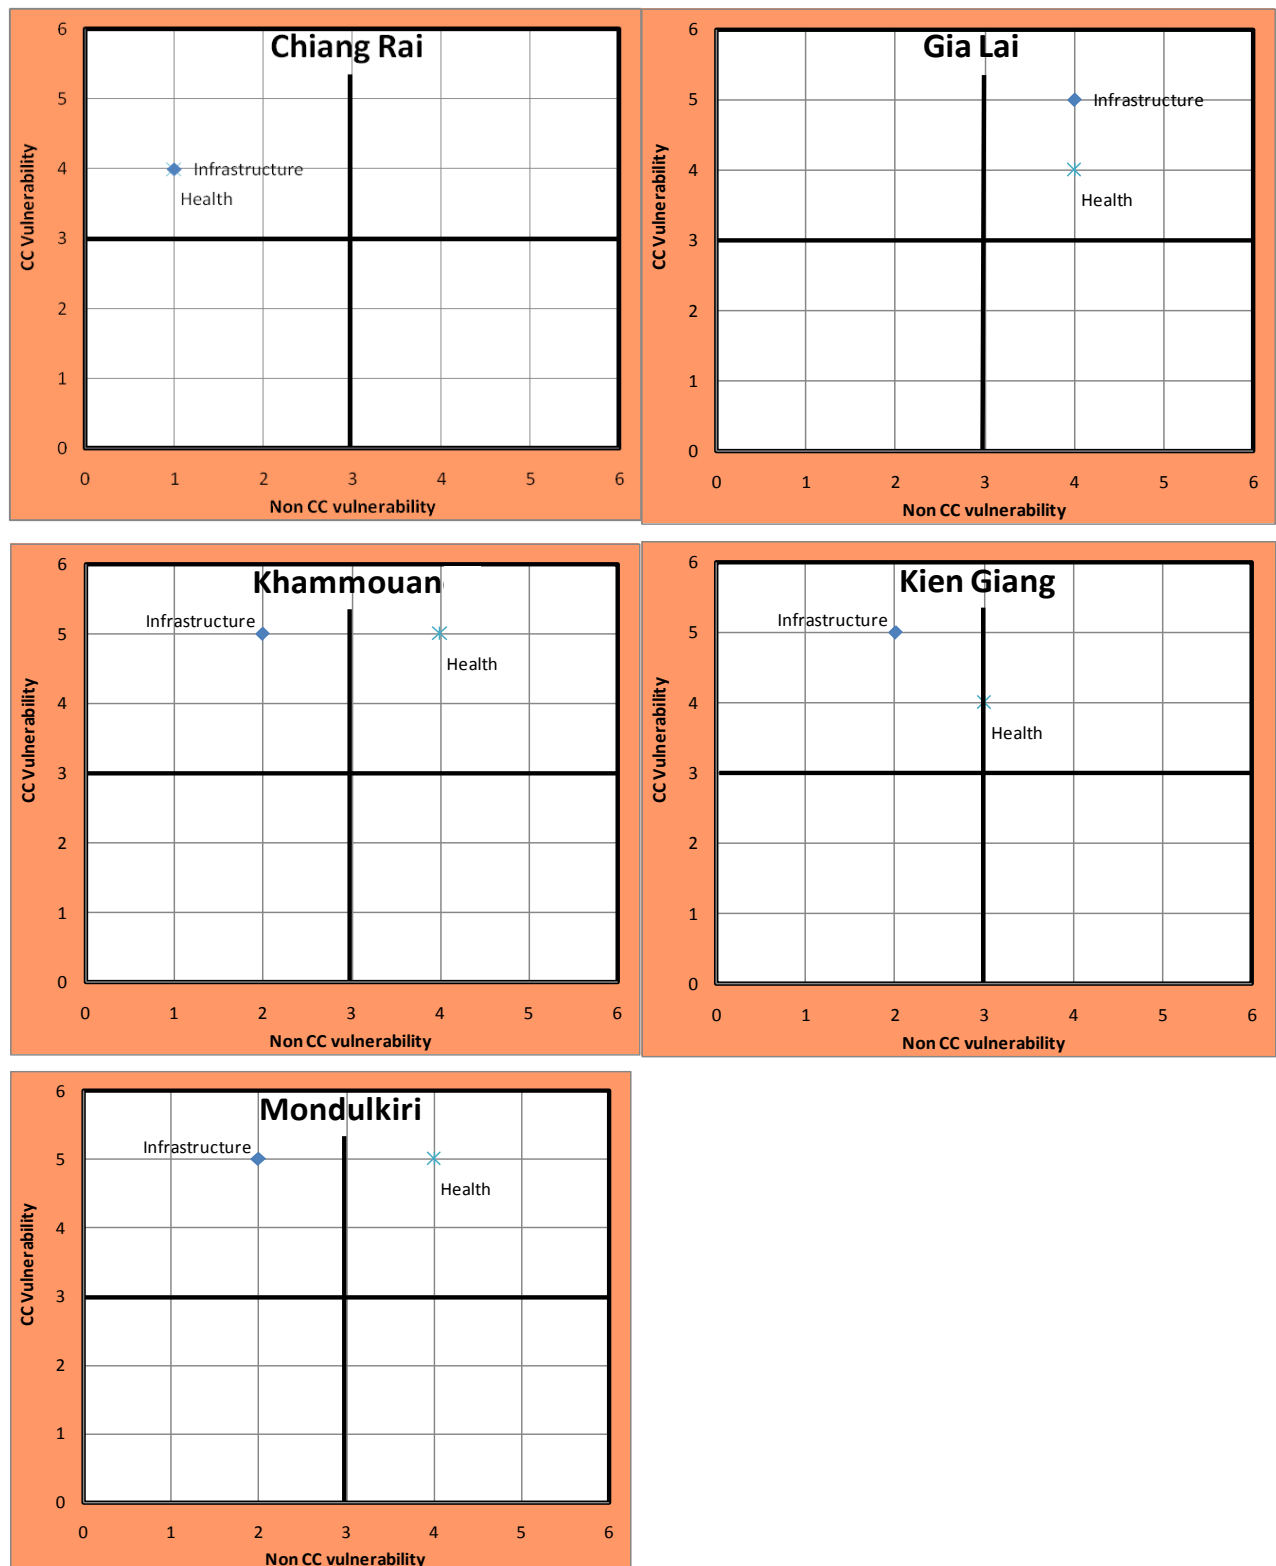 Chiang Rai
6
5
4
3
2
1
0
Infrastructure
Health
CC Vulnerability
0 1 2 3 4 5 6
Non CC vulnerability
Gia Lai
6
5
4
3
2
1
0
Infrastructure
Health
CC Vulnerability
0 1 2 3 4 5 6
Non CC vulnerability
Khammouan
6
5
4
3
2
1
0
Infrastructure
Health
CC Vulnerability
0 1 2 3 4 5 6
Non CC vulnerability
Kien Giang
6
5
4
3
2
1
0
Infrastructure
Health
CC Vulnerability
0 1 2 3 4 5 6
Non CC vulnerability
Mondulkiri
6
5
4
3
2
1
0
Infrastructure
Health
CC Vulnerability
0 1 2 3 4 5 6
Non CC vulnerability